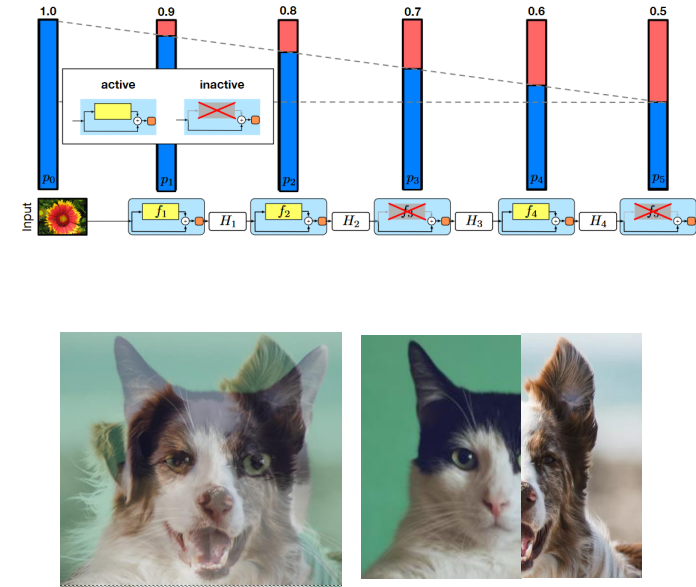 1.0 0.9 0.8 0.7 0.6 0.5
active inactive
p₀ p₁ p₂ p₃ p₄ p₅
Input f₁ H₁ f₂ H₂ f₃ H₃ f₄ H₄ f₅